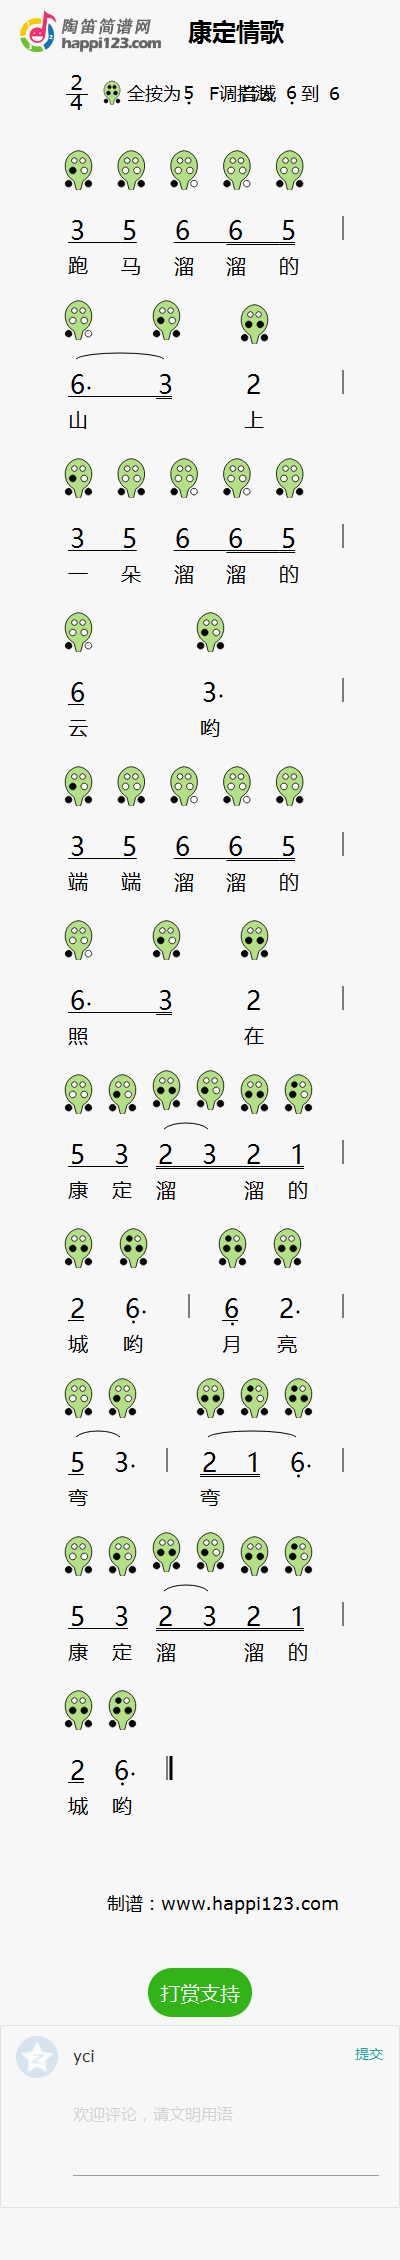 陶笛简谱网
happi123.com
康定情歌
2
4
全按为5̣ F调指法 6̣ 到 6
3 5 6 6 5 |
跑 马 溜 溜 的
6· 3 2 |
山 上
3 5 6 6 5 |
一 朵 溜 溜 的
6 3· |
云 哟
3 5 6 6 5 |
端 端 溜 溜 的
6· 3 2 |
照 在
5 3 2 3 2 1 |
康 定 溜 溜 的
2 6̣· | 6̣ 2· |
城 哟 月 亮
5 3· | 2 1 6̣· |
弯 弯
5 3 2 3 2 1 |
康 定 溜 溜 的
2 6̣· ‖
城 哟
制谱：www.happi123.com
打赏支持
yci 提交
欢迎评论，请文明用语